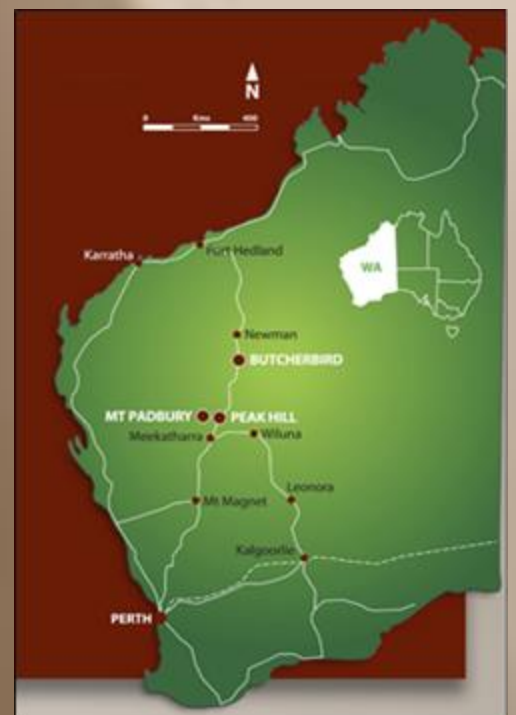 N
0 Kms 400
Karratha
Port Hedland
WA
Newman
BUTCHERBIRD
MT PADBURY
PEAK HILL
Meekatharra
Wiluna
Leonora
Mt Magnet
Kalgoorlie
PERTH